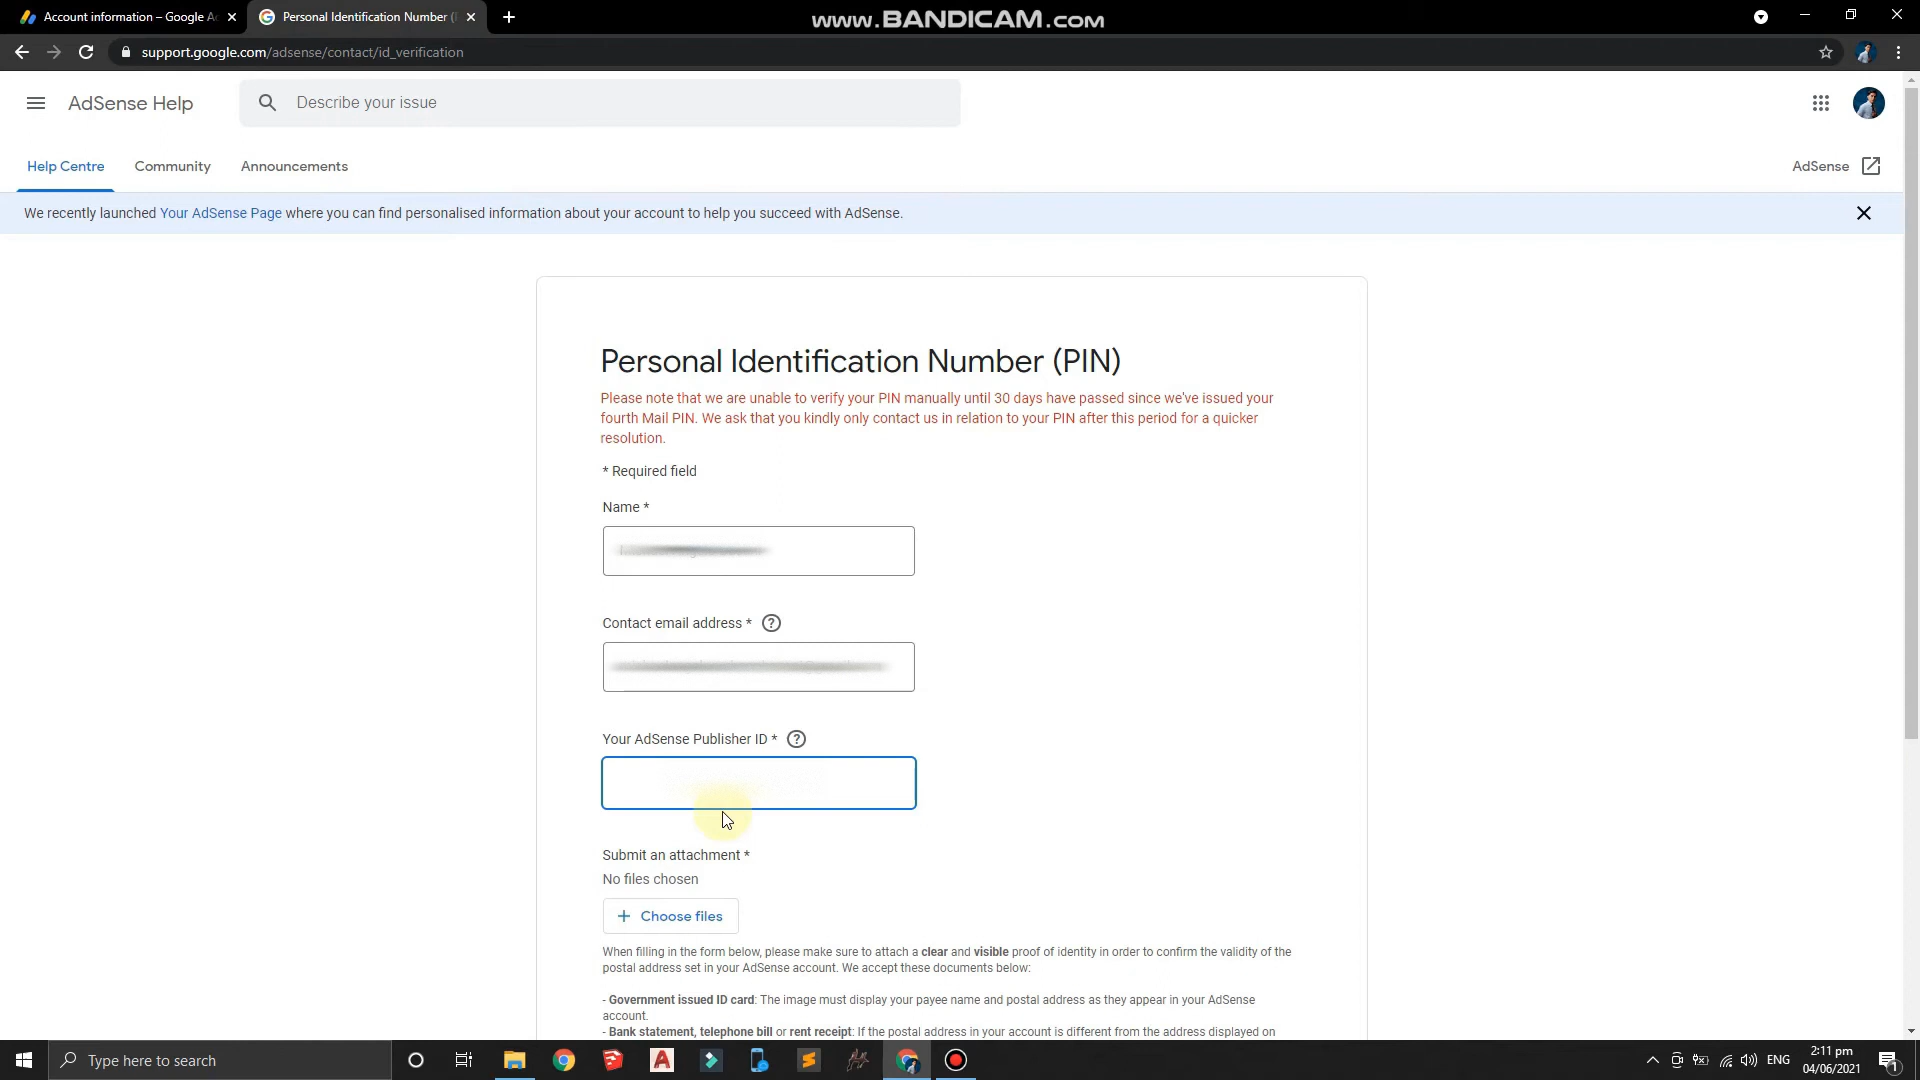 Account information – Google A
Personal Identification Number (
www.BANDICAM.com
support.google.com/adsense/contact/id_verification
AdSense Help
Describe your issue
Help Centre
Community
Announcements
AdSense
We recently launched Your AdSense Page where you can find personalised information about your account to help you succeed with AdSense.
Personal Identification Number (PIN)
Please note that we are unable to verify your PIN manually until 30 days have passed since we've issued your
fourth Mail PIN. We ask that you kindly only contact us in relation to your PIN after this period for a quicker
resolution.
* Required field
Name *
Contact email address *
Your AdSense Publisher ID *
Submit an attachment *
No files chosen
+ Choose files
When filling in the form below, please make sure to attach a clear and visible proof of identity in order to confirm the validity of the
postal address set in your AdSense account. We accept these documents below:
- Government issued ID card: The image must display your payee name and postal address as they appear in your AdSense
account.
- Bank statement, telephone bill or rent receipt: If the postal address in your account is different from the address displayed on
Type here to search
ENG
2:11 pm
04/06/2021
1